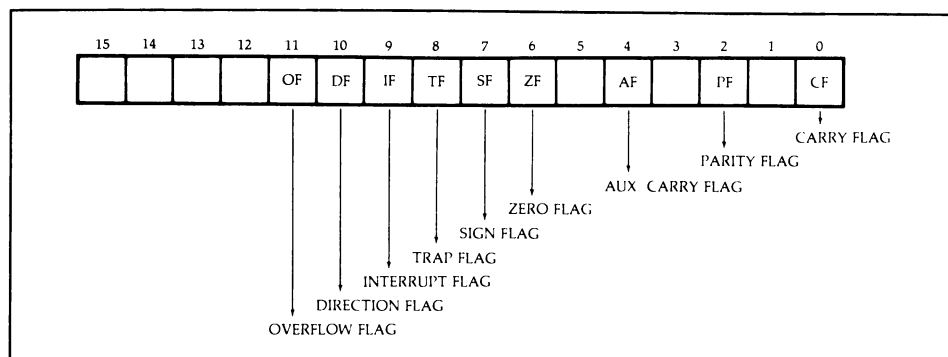 15 14 13 12 11 10 9 8 7 6 5 4 3 2 1 0
OF DF IF TF SF ZF AF PF CF
CARRY FLAG
PARITY FLAG
AUX CARRY FLAG
ZERO FLAG
SIGN FLAG
TRAP FLAG
INTERRUPT FLAG
DIRECTION FLAG
OVERFLOW FLAG